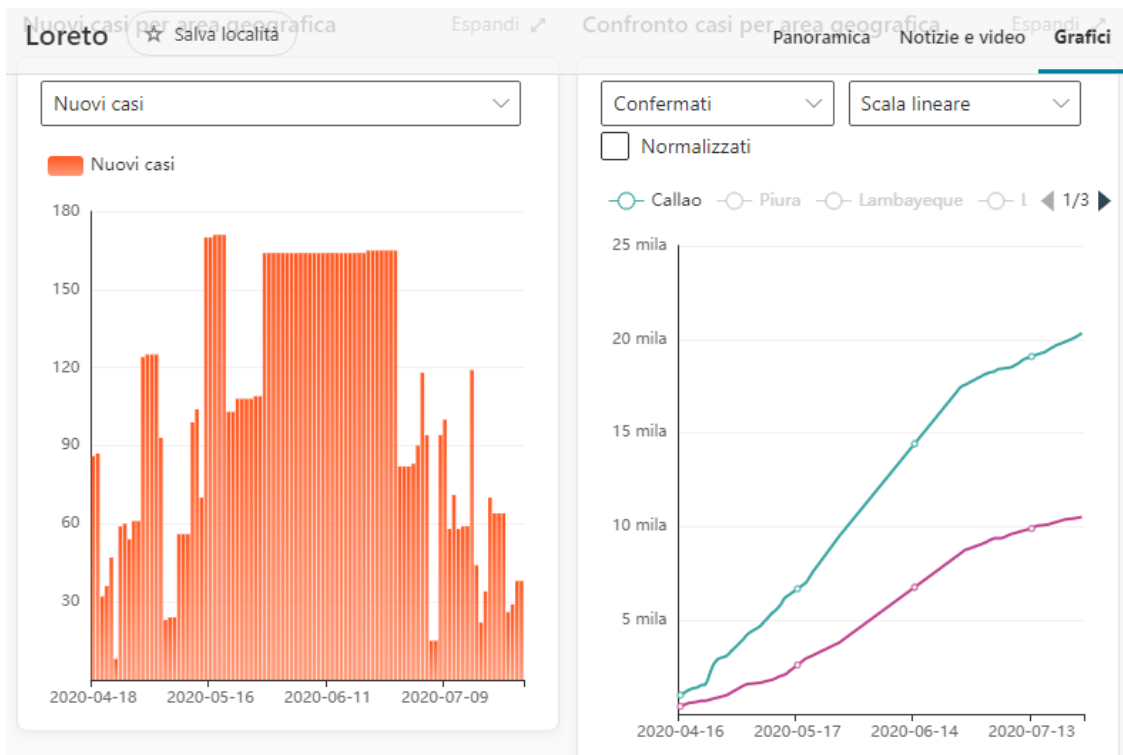 Nuovi casi per area geografica
Espandi
Confronto casi per area geografica
Espandi
Loreto
Salva località
Panoramica
Notizie e video
Grafici
Nuovi casi
Nuovi casi
180
150
120
90
60
30
2020-04-18 2020-05-16 2020-06-11 2020-07-09
Confermati
Scala lineare
Normalizzati
Callao Piura Lambayeque L 1/3
25 mila
20 mila
15 mila
10 mila
5 mila
2020-04-16 2020-05-17 2020-06-14 2020-07-13